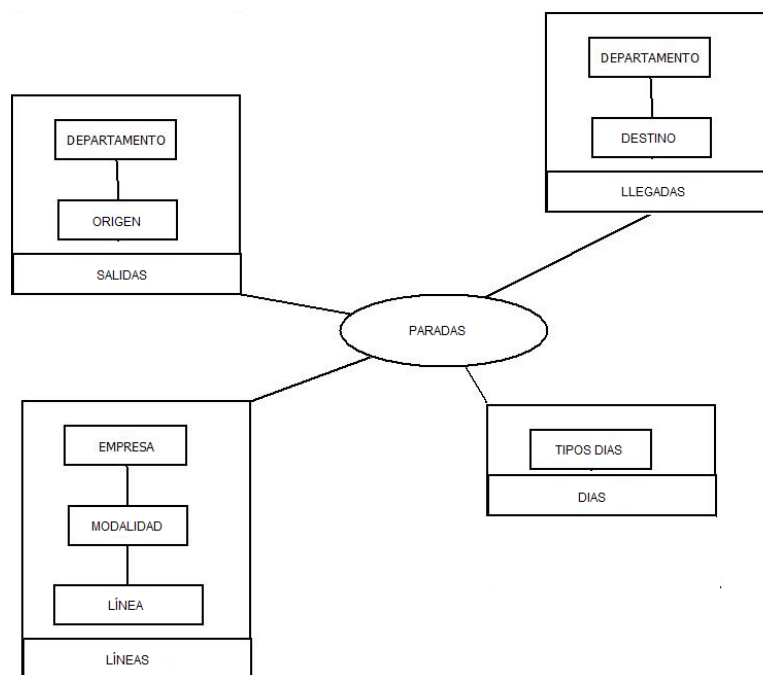 DEPARTAMENTO
DESTINO
LLEGADAS
DEPARTAMENTO
ORIGEN
SALIDAS
PARADAS
EMPRESA
MODALIDAD
LÍNEA
LÍNEAS
TIPOS DIAS
DIAS